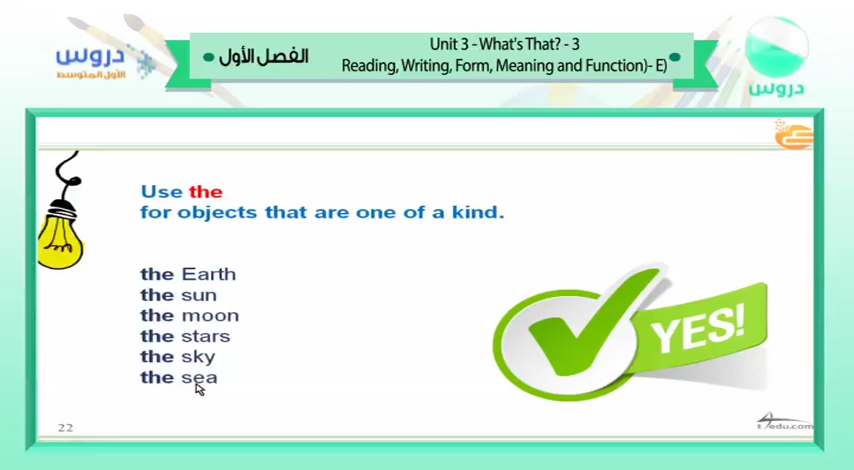 دروس
الأول المتوسط
الفصل الأول
Unit 3 - What's That? - 3
Reading, Writing, Form, Meaning and Function)- E)
دروس
Use the
for objects that are one of a kind.
the Earth
the sun
the moon
the stars
the sky
the sea
YES!
22